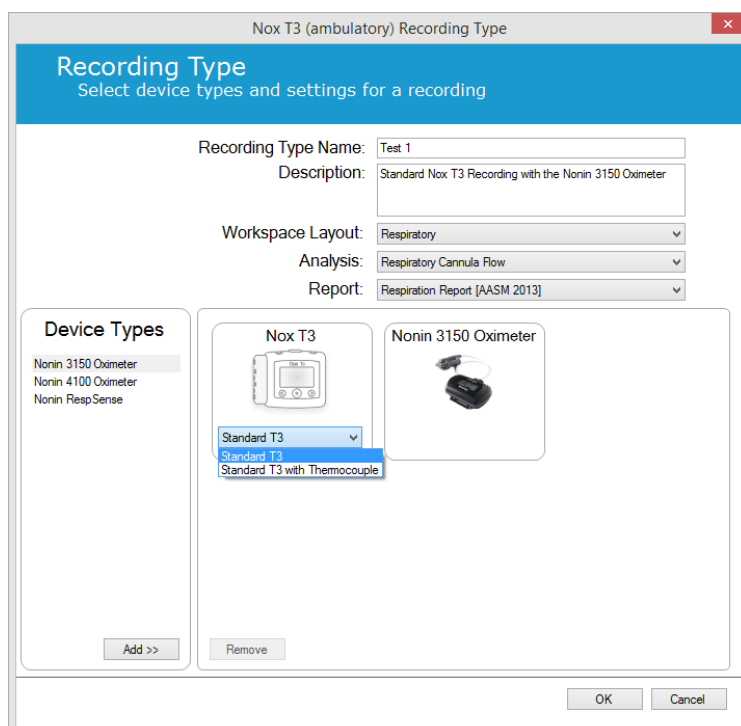 Nox T3 (ambulatory) Recording Type
Recording Type
Select device types and settings for a recording
Recording Type Name: Test 1
Description: Standard Nox T3 Recording with the Nonin 3150 Oximeter
Workspace Layout: Respiratory
Analysis: Respiratory Cannula Flow
Report: Respiration Report [AASM 2013]
Device Types
Nonin 3150 Oximeter
Nonin 4100 Oximeter
Nonin RespSense
Add >>
Nox T3
Standard T3
Standard T3
Standard T3 with Thermocouple
Nonin 3150 Oximeter
Remove
OK Cancel